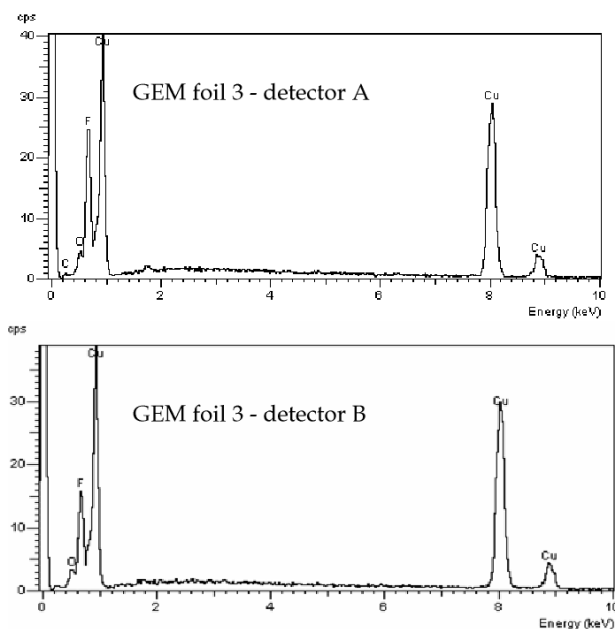 cps
40
Cu
GEM foil 3 - detector A
Cu
F
30
20
10
O
Cu
C
0
0 2 4 6 8 10
Energy (keV)
cps
Cu
GEM foil 3 - detector B
30
Cu
F
20
10
O
Cu
0
0 2 4 6 8 10
Energy (keV)